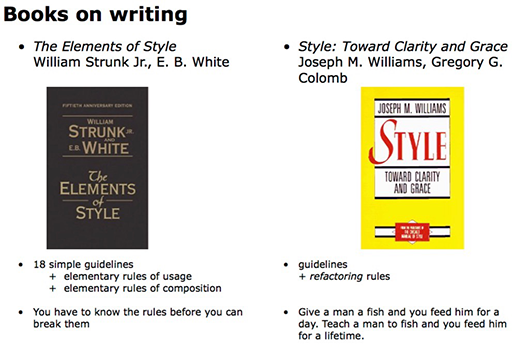 Books on writing
• The Elements of Style
William Strunk Jr., E. B. White
FIFTIETH ANNIVERSARY EDITION
WILLIAM
STRUNK JR.
AND
E.B. WHITE
The
ELEMENTS
of
STYLE
• 18 simple guidelines
+ elementary rules of usage
+ elementary rules of composition
• You have to know the rules before you can
break them
• Style: Toward Clarity and Grace
Joseph M. Williams, Gregory G.
Colomb
JOSEPH M. WILLIAMS
STYLE
TOWARD CLARITY
AND GRACE
• guidelines
+ refactoring rules
• Give a man a fish and you feed him for a
day. Teach a man to fish and you feed him
for a lifetime.